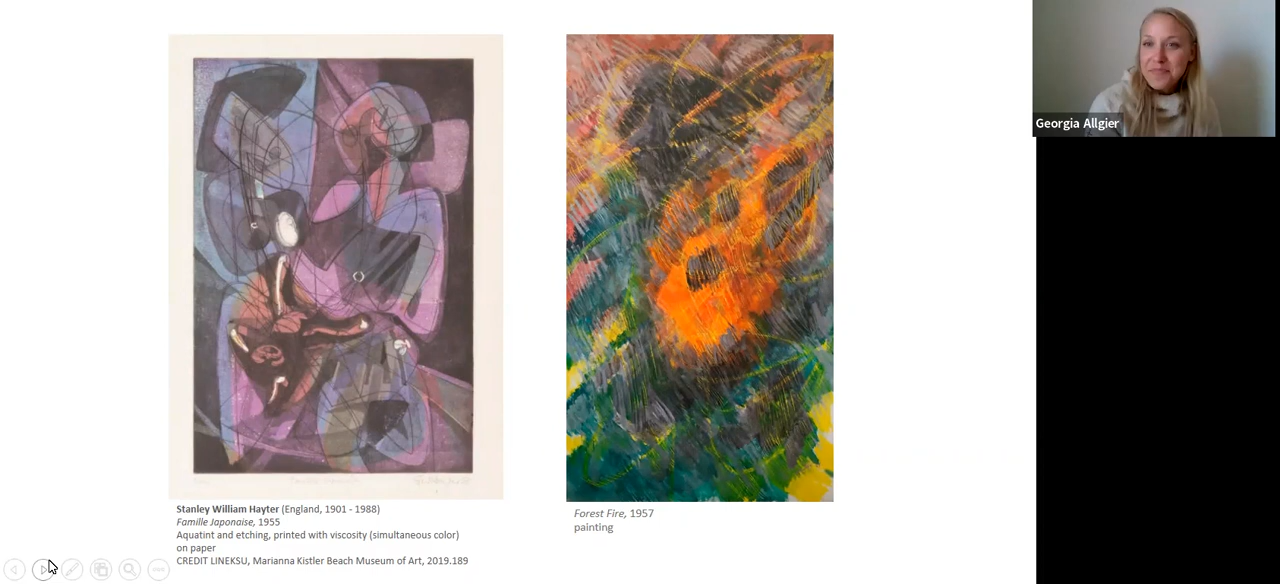 Georgia Allgier
Stanley William Hayter (England, 1901 - 1988)
Famille Japonaise, 1955
Aquatint and etching, printed with viscosity (simultaneous color)
on paper
CREDIT LINEKSU, Marianna Kistler Beach Museum of Art, 2019.189
Forest Fire, 1957
painting